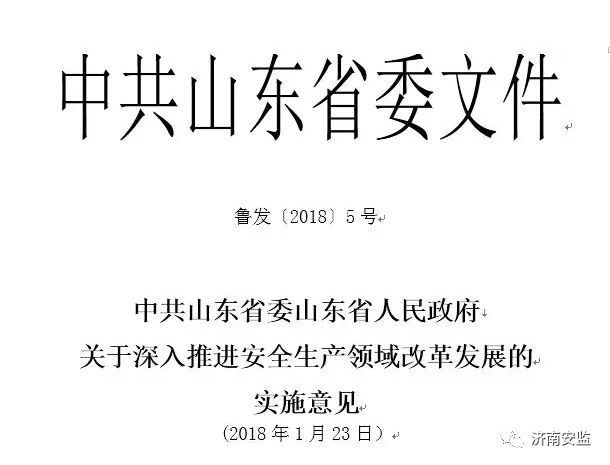 中共山东省委文件
鲁发〔2018〕5号
中共山东省委山东省人民政府
关于深入推进安全生产领域改革发展的
实施意见
(2018年1月23日）
济南安监